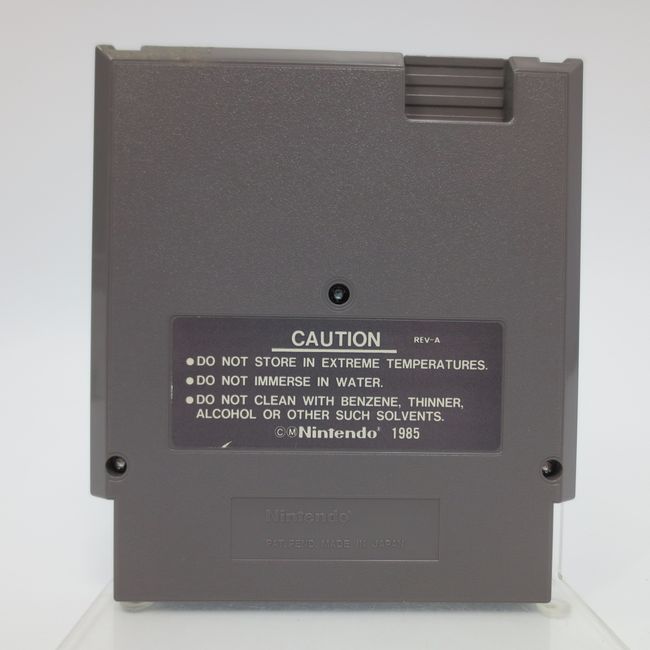 CAUTION REV-A
●DO NOT STORE IN EXTREME TEMPERATURES.
●DO NOT IMMERSE IN WATER.
●DO NOT CLEAN WITH BENZENE, THINNER,
ALCOHOL OR OTHER SUCH SOLVENTS.
ⒸⓂNintendo® 1985
Nintendo®
PAT. PEND. MADE IN JAPAN